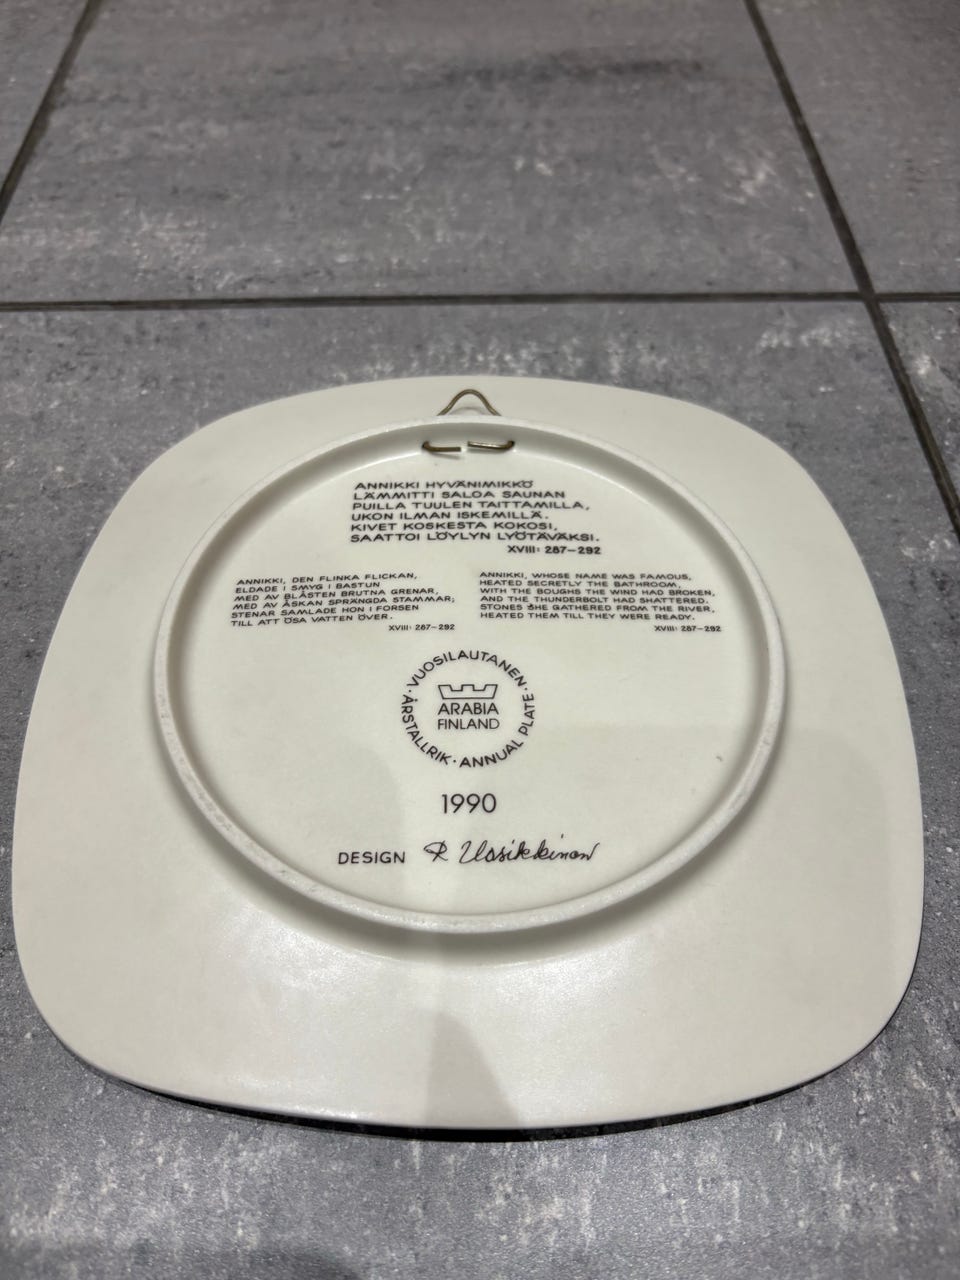 ANNIKKI HYVÄNIMIKKÖ
LÄMMITTI SALOA SAUNAN
PUILLA TUULEN TAITTAMILLA,
UKON ILMAN ISKEMILLÄ.
KIVET KOSKESTA KOKOSI,
SAATTOI LÖYLYN LYÖTÄVÄKSI.
XVIII: 287–292
ANNIKKI, DEN FLINKA FLICKAN,
ELDADE I SMYG I BASTUN
MED AV BLÅSTEN BRUTNA GRENAR,
MED AV ÅSKAN SPRÄNGDA STAMMAR;
STENAR SAMLADE HON I FORSEN
TILL ATT ÖSA VATTEN ÖVER.
XVIII: 287–292
ANNIKKI, WHOSE NAME WAS FAMOUS,
HEATED SECRETLY THE BATHROOM,
WITH THE BOUGHS THE WIND HAD BROKEN,
AND THE THUNDERBOLT HAD SHATTERED.
STONES SHE GATHERED FROM THE RIVER,
HEATED THEM TILL THEY WERE READY.
XVIII: 287–292
· VUOSILAUTANEN · ÅRSTALLRIK · ANNUAL PLATE
ARABIA
FINLAND
1990
DESIGN R Uosikkinen